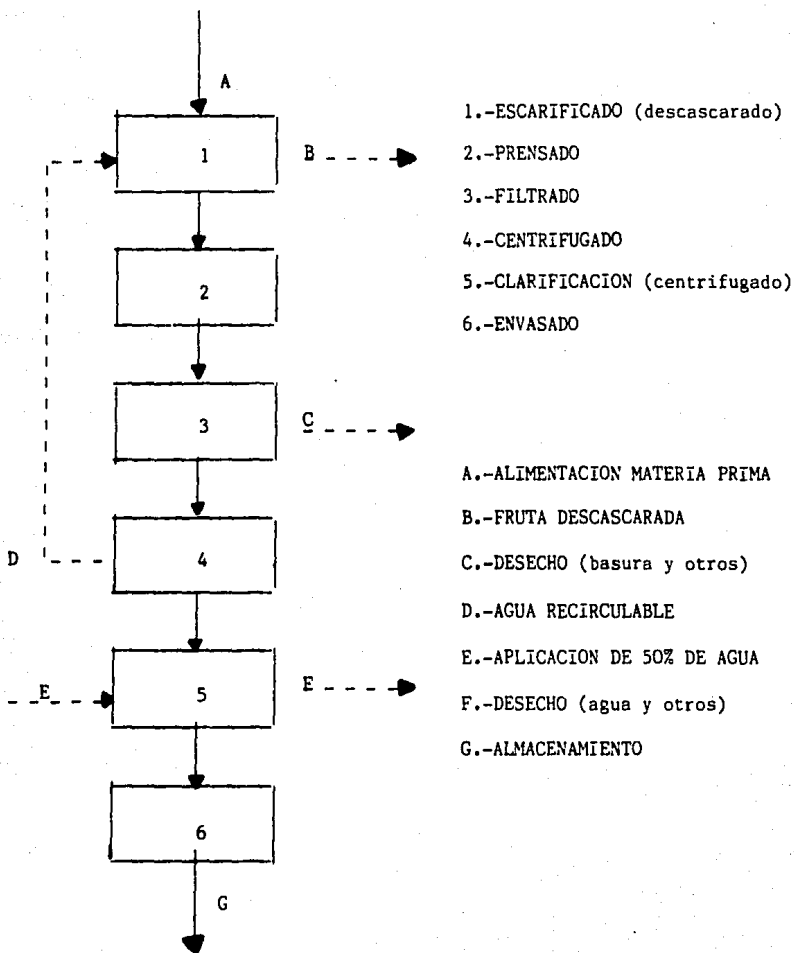 A
1
B
2
3
C
D
4
E
5
E
6
G
1.-ESCARIFICADO (descascarado)
2.-PRENSADO
3.-FILTRADO
4.-CENTRIFUGADO
5.-CLARIFICACION (centrifugado)
6.-ENVASADO
A.-ALIMENTACION MATERIA PRIMA
B.-FRUTA DESCASCARADA
C.-DESECHO (basura y otros)
D.-AGUA RECIRCULABLE
E.-APLICACION DE 50% DE AGUA
F.-DESECHO (agua y otros)
G.-ALMACENAMIENTO